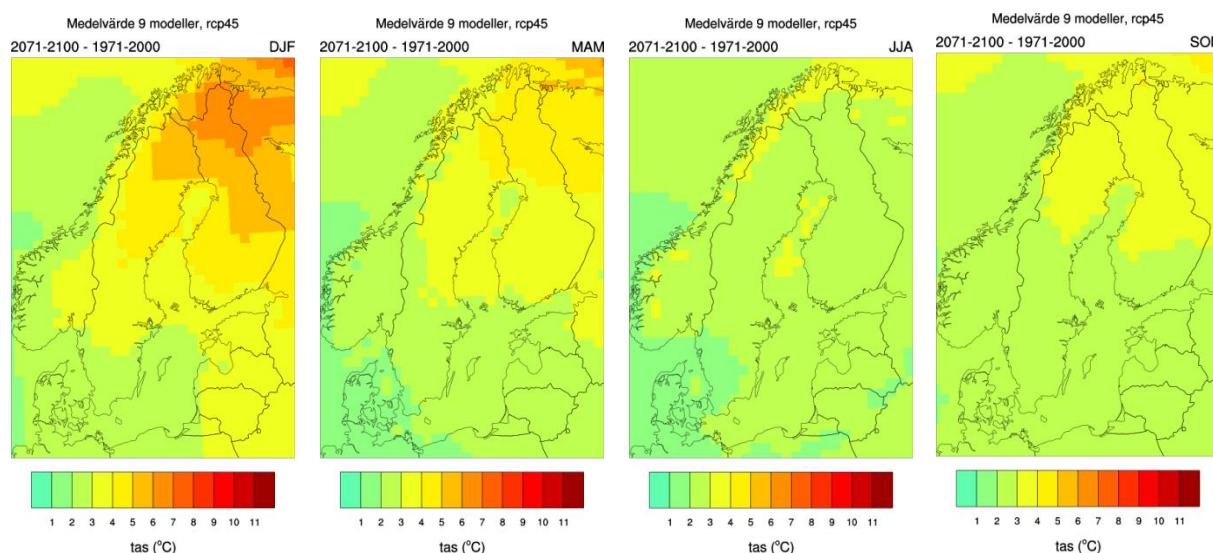 Medelvärde 9 modeller, rcp45
2071-2100 - 1971-2000 DJF
1 2 3 4 5 6 7 8 9 10 11
tas (°C)
Medelvärde 9 modeller, rcp45
2071-2100 - 1971-2000 MAM
1 2 3 4 5 6 7 8 9 10 11
tas (°C)
Medelvärde 9 modeller, rcp45
2071-2100 - 1971-2000 JJA
1 2 3 4 5 6 7 8 9 10 11
tas (°C)
Medelvärde 9 modeller, rcp45
2071-2100 - 1971-2000
1 2 3 4 5 6 7 8 9 10 11
tas (°C)